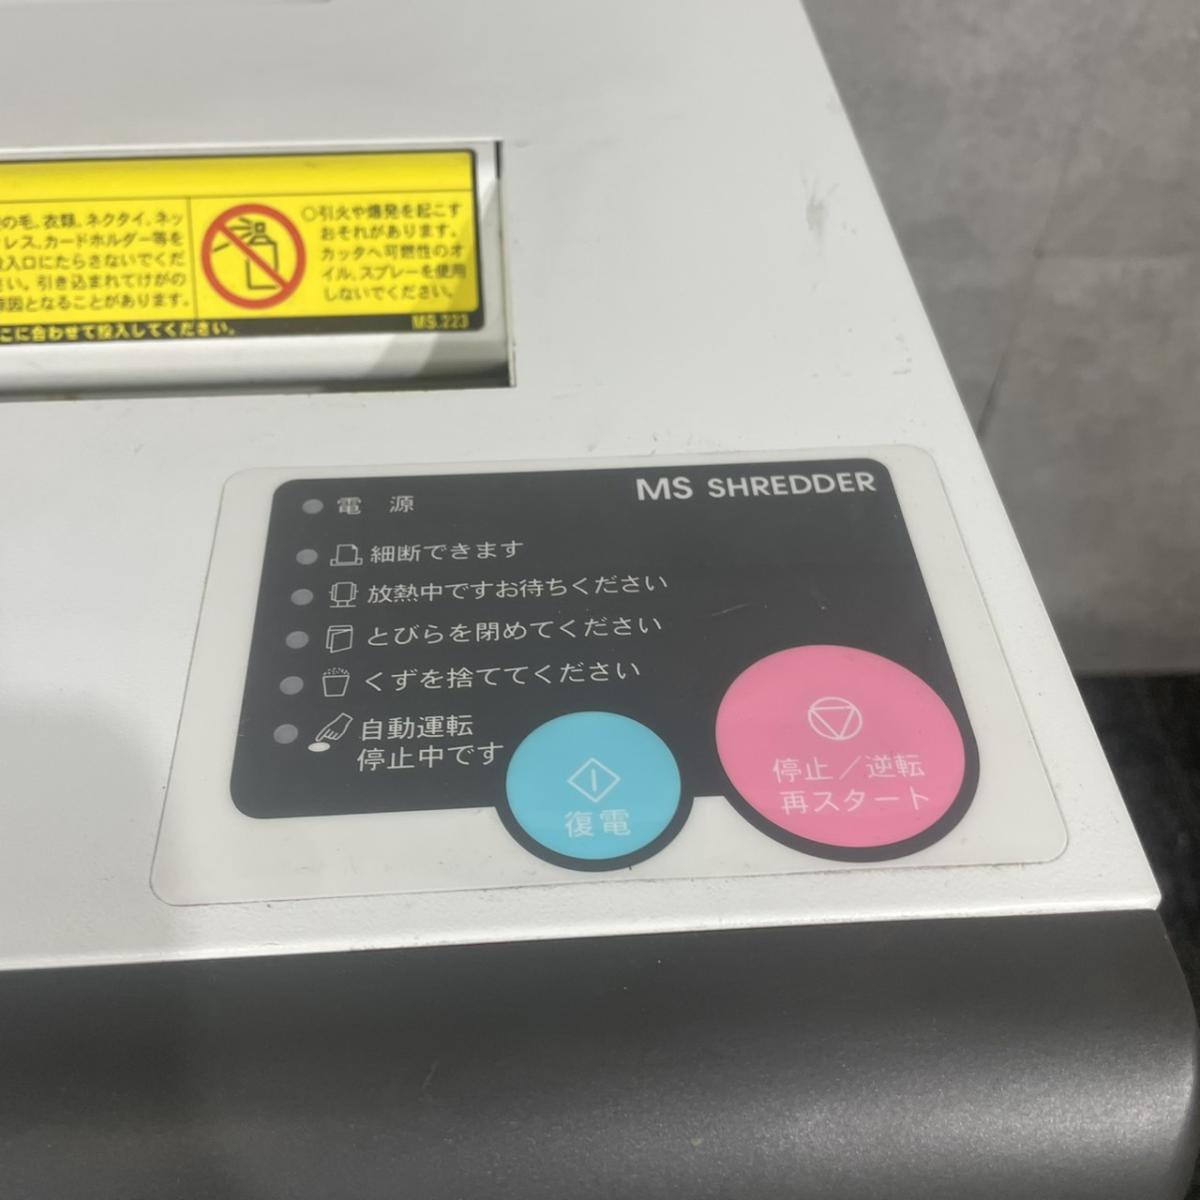 の毛、衣類、ネクタイ、ネッ
レス、カードホルダー等を
入口にたらさないでくだ
さい。引き込まれてけがの
原因となることがあります。
○引火や爆発を起こす
おそれがあります。
カッタへ可燃性のオ
イル、スプレーを使用
しないでください。
こに合わせて投入してください。
MS.223
MS SHREDDER
電 源
細断できます
放熱中ですお待ちください
とびらを閉めてください
くずを捨ててください
自動運転
停止中です
復電
停止/逆転
再スタート